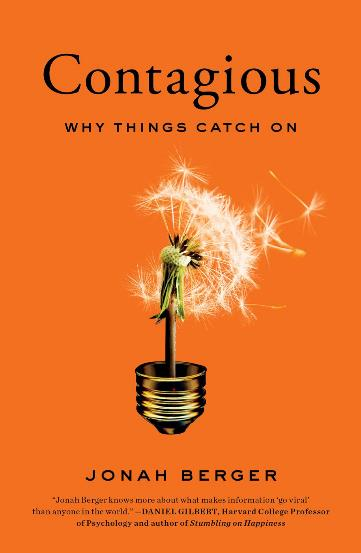 Contagious
WHY THINGS CATCH ON
JONAH BERGER
“Jonah Berger knows more about what makes information ‘go viral’
than anyone in the world.” —DANIEL GILBERT, Harvard College Professor
of Psychology and author of Stumbling on Happiness